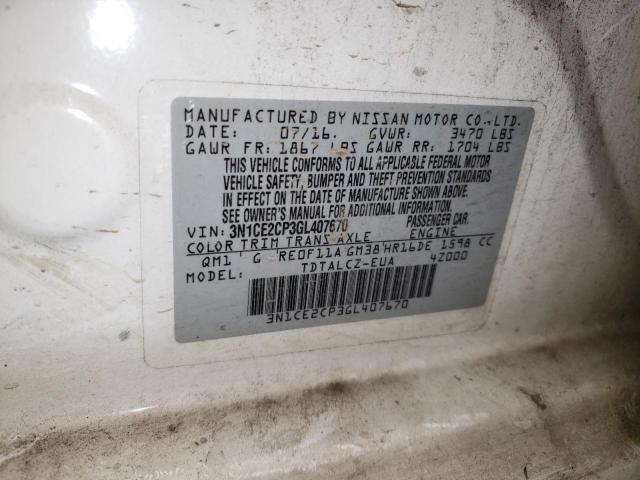 MANUFACTURED BY NISSAN MOTOR CO.,LTD.
DATE: 07/16. GVWR: 3470 LBS
GAWR FR: 1867 LBS GAWR RR: 1704 LBS
THIS VEHICLE CONFORMS TO ALL APPLICABLE FEDERAL MOTOR
VEHICLE SAFETY, BUMPER AND THEFT PREVENTION STANDARDS
IN EFFECT ON THE DATE OF MANUFACTURE SHOWN ABOVE.
SEE OWNER'S MANUAL FOR ADDITIONAL INFORMATION.
VIN: 3N1CE2CP3GL407670 PASSENGER CAR.
COLOR TRIM TRANS AXLE ENGINE
QM1 G RE0F11A GM38 HR16DE 1598 CC
MODEL: TDTALCZ-EUA 4Z000
3N1CE2CP3GL407670